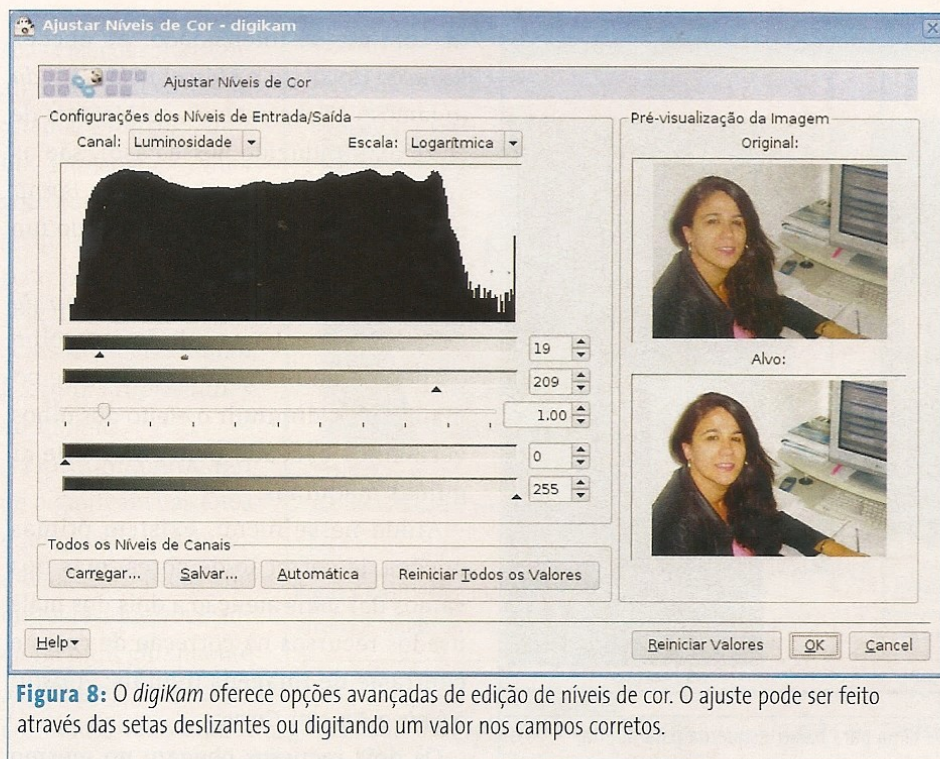 Ajustar Níveis de Cor - digikam
Ajustar Níveis de Cor
Configurações dos Níveis de Entrada/Saída
Canal: Luminosidade
Escala: Logarítmica
19
209
1.00
0
255
Todos os Níveis de Canais
Carregar...
Salvar...
Automática
Reiniciar Todos os Valores
Pré-visualização da Imagem
Original:
Alvo:
Help
Reiniciar Valores
OK
Cancel
Figura 8: O digiKam oferece opções avançadas de edição de níveis de cor. O ajuste pode ser feito
através das setas deslizantes ou digitando um valor nos campos corretos.